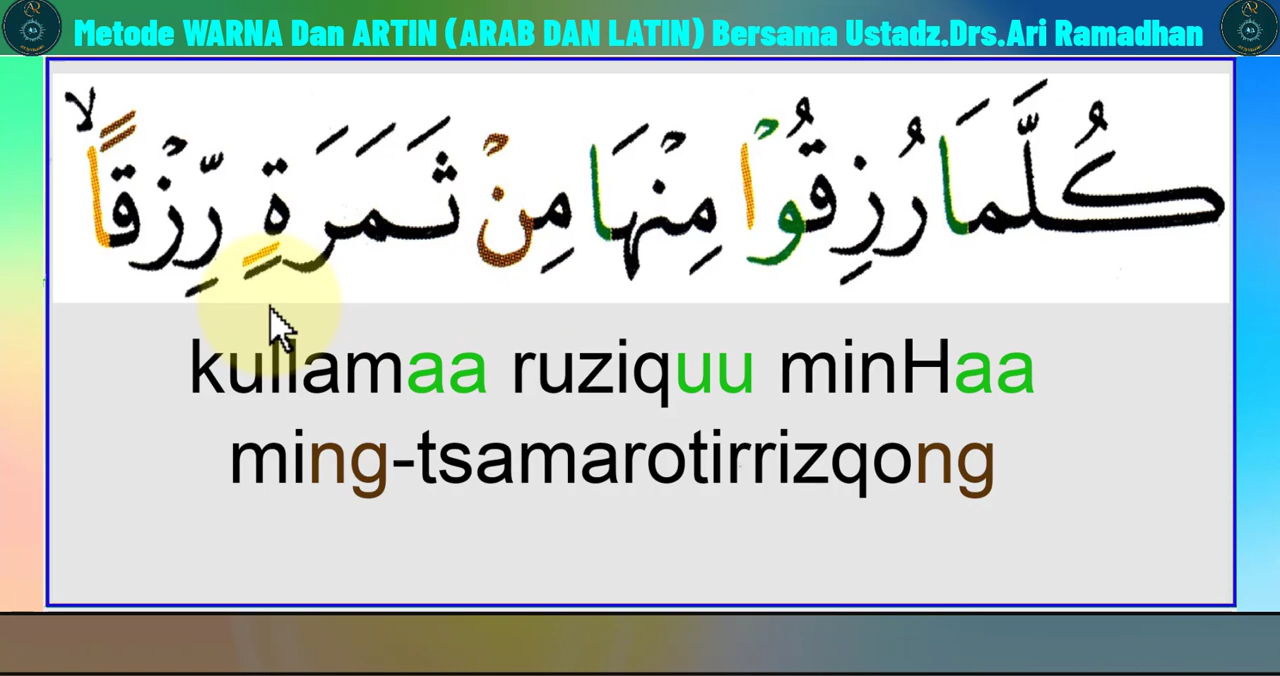 Metode WARNA Dan ARTIN (ARAB DAN LATIN) Bersama Ustadz.Drs.Ari Ramadhan
كُلَّمَا رُزِقُوْا مِنْهَا مِنْ ثَمَرَةٍ رِّزْقًاۙ
kullamaa ruziquu minHaa
ming-tsamarotirrizqong